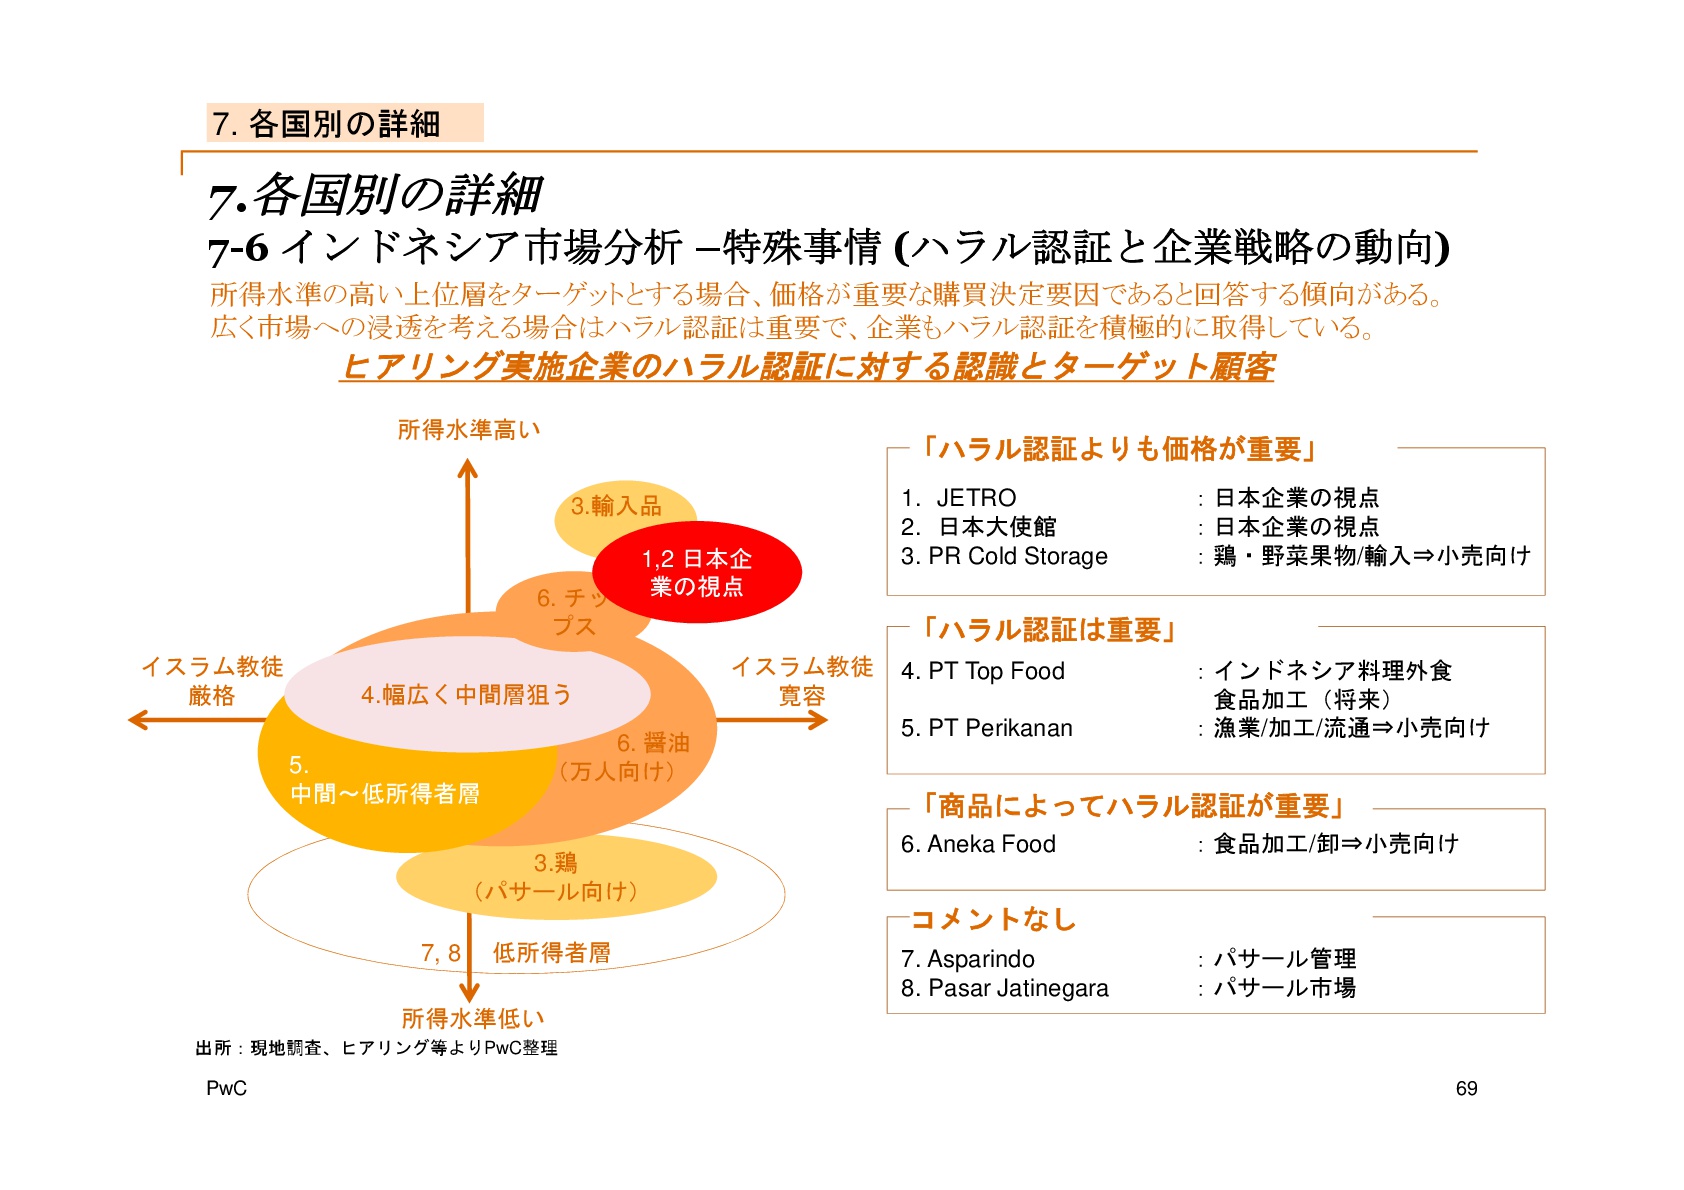 7. 各国別の詳細
7.各国別の詳細
7-6 インドネシア市場分析 –特殊事情 (ハラル認証と企業戦略の動向)
所得水準の高い上位層をターゲットとする場合、価格が重要な購買決定要因であると回答する傾向がある。
広く市場への浸透を考える場合はハラル認証は重要で、企業もハラル認証を積極的に取得している。
ヒアリング実施企業のハラル認証に対する認識とターゲット顧客
所得水準高い
3.輸入品
1,2 日本企
業の視点
6. チッ
プス
イスラム教徒
厳格
イスラム教徒
寛容
4.幅広く中間層狙う
6. 醤油
（万人向け）
5.
中間～低所得者層
3.鶏
（パサール向け）
7, 8 低所得者層
所得水準低い
「ハラル認証よりも価格が重要」
1. JETRO : 日本企業の視点
2. 日本大使館 : 日本企業の視点
3. PR Cold Storage : 鶏・野菜果物/輸入⇒小売向け
「ハラル認証は重要」
4. PT Top Food : インドネシア料理外食
食品加工（将来）
5. PT Perikanan : 漁業/加工/流通⇒小売向け
「商品によってハラル認証が重要」
6. Aneka Food : 食品加工/卸⇒小売向け
コメントなし
7. Asparindo : パサール管理
8. Pasar Jatinegara : パサール市場
出所：現地調査、ヒアリング等よりPwC整理
PwC
69